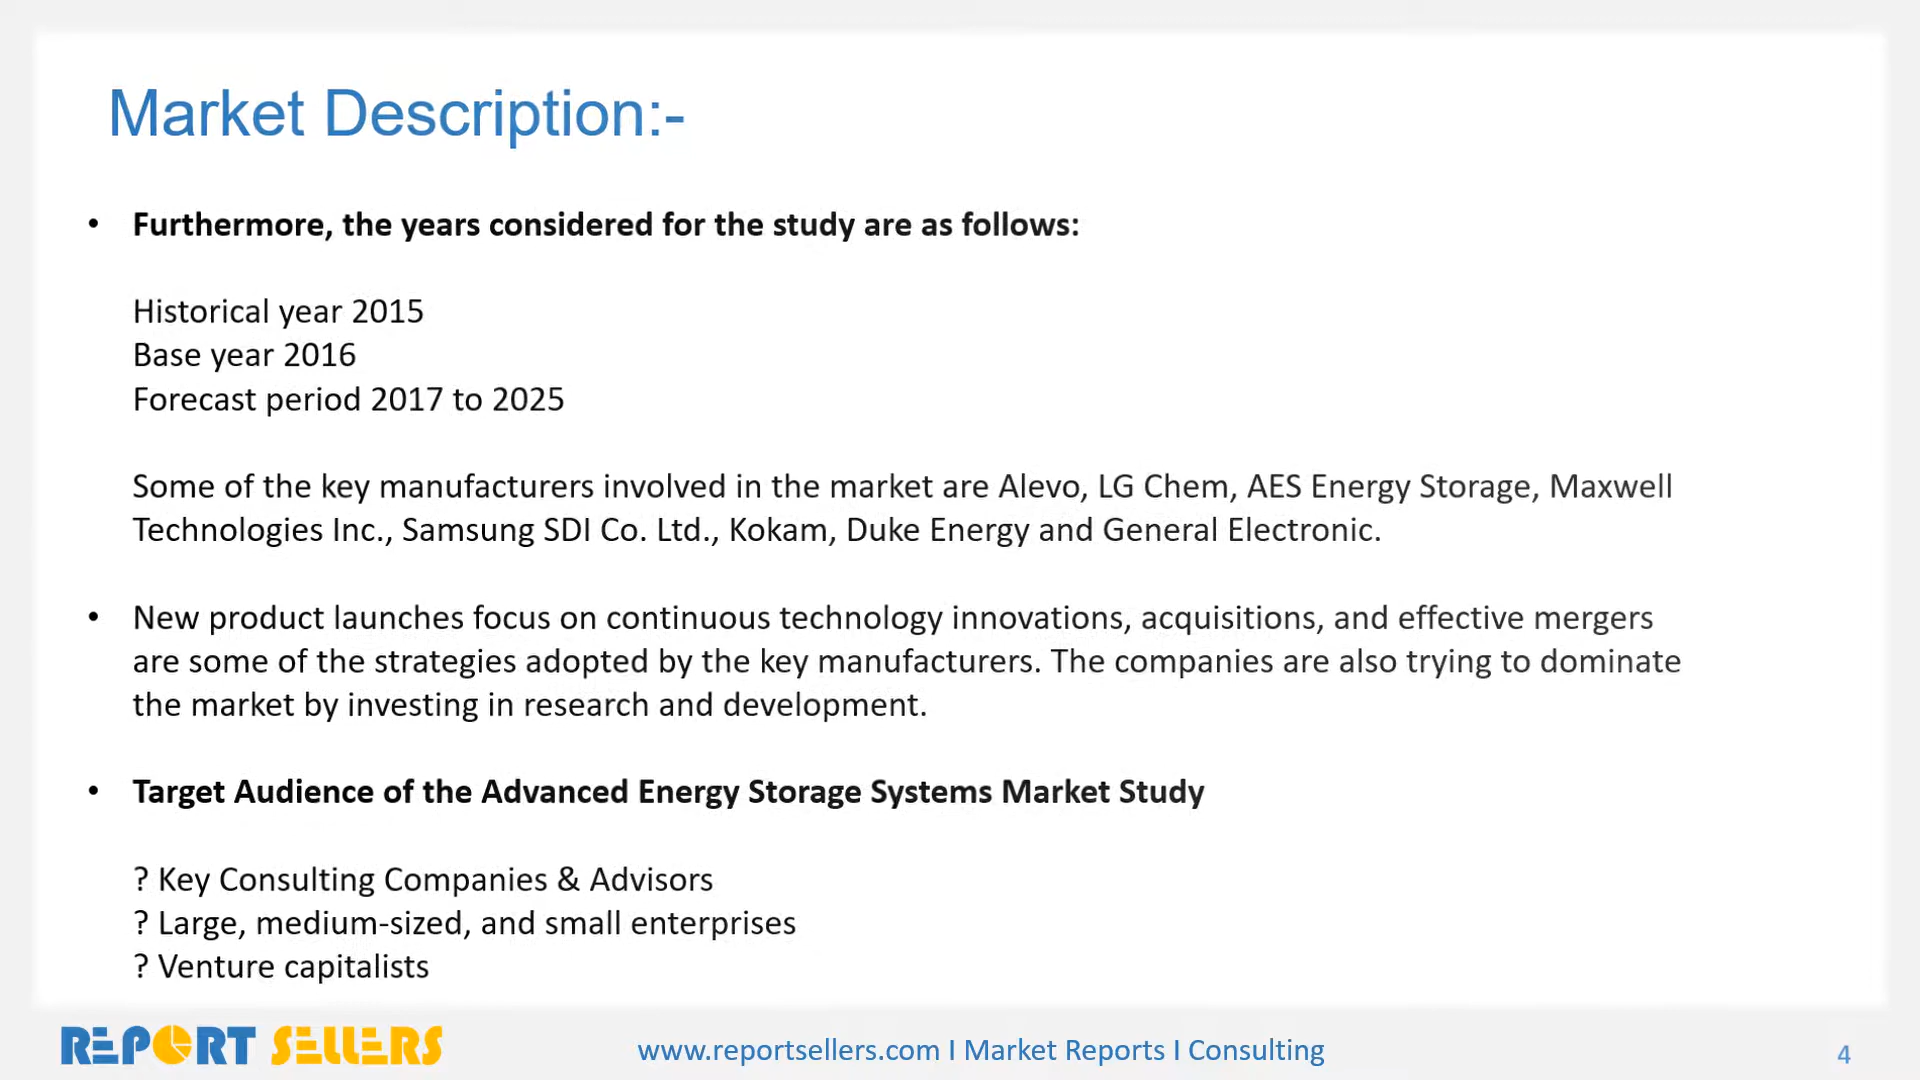 Market Description:-
• Furthermore, the years considered for the study are as follows:
Historical year 2015
Base year 2016
Forecast period 2017 to 2025
Some of the key manufacturers involved in the market are Alevo, LG Chem, AES Energy Storage, Maxwell
Technologies Inc., Samsung SDI Co. Ltd., Kokam, Duke Energy and General Electronic.
• New product launches focus on continuous technology innovations, acquisitions, and effective mergers
are some of the strategies adopted by the key manufacturers. The companies are also trying to dominate
the market by investing in research and development.
• Target Audience of the Advanced Energy Storage Systems Market Study
? Key Consulting Companies & Advisors
? Large, medium-sized, and small enterprises
? Venture capitalists
REPORT SELLERS
www.reportsellers.com I Market Reports I Consulting
4